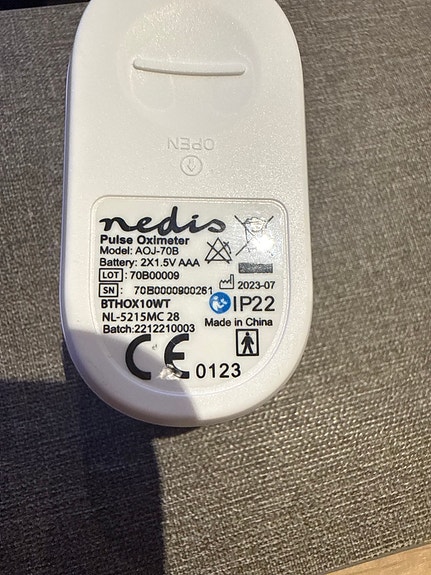 OPEN
nedis
Pulse Oximeter
Model: AOJ-70B
Battery: 2X1.5V AAA
LOT : 70B00009
SN : 70B0000900261
2023-07
BTHOX10WT
IP22
NL-5215MC 28
Made in China
Batch:2212210003
CE 0123